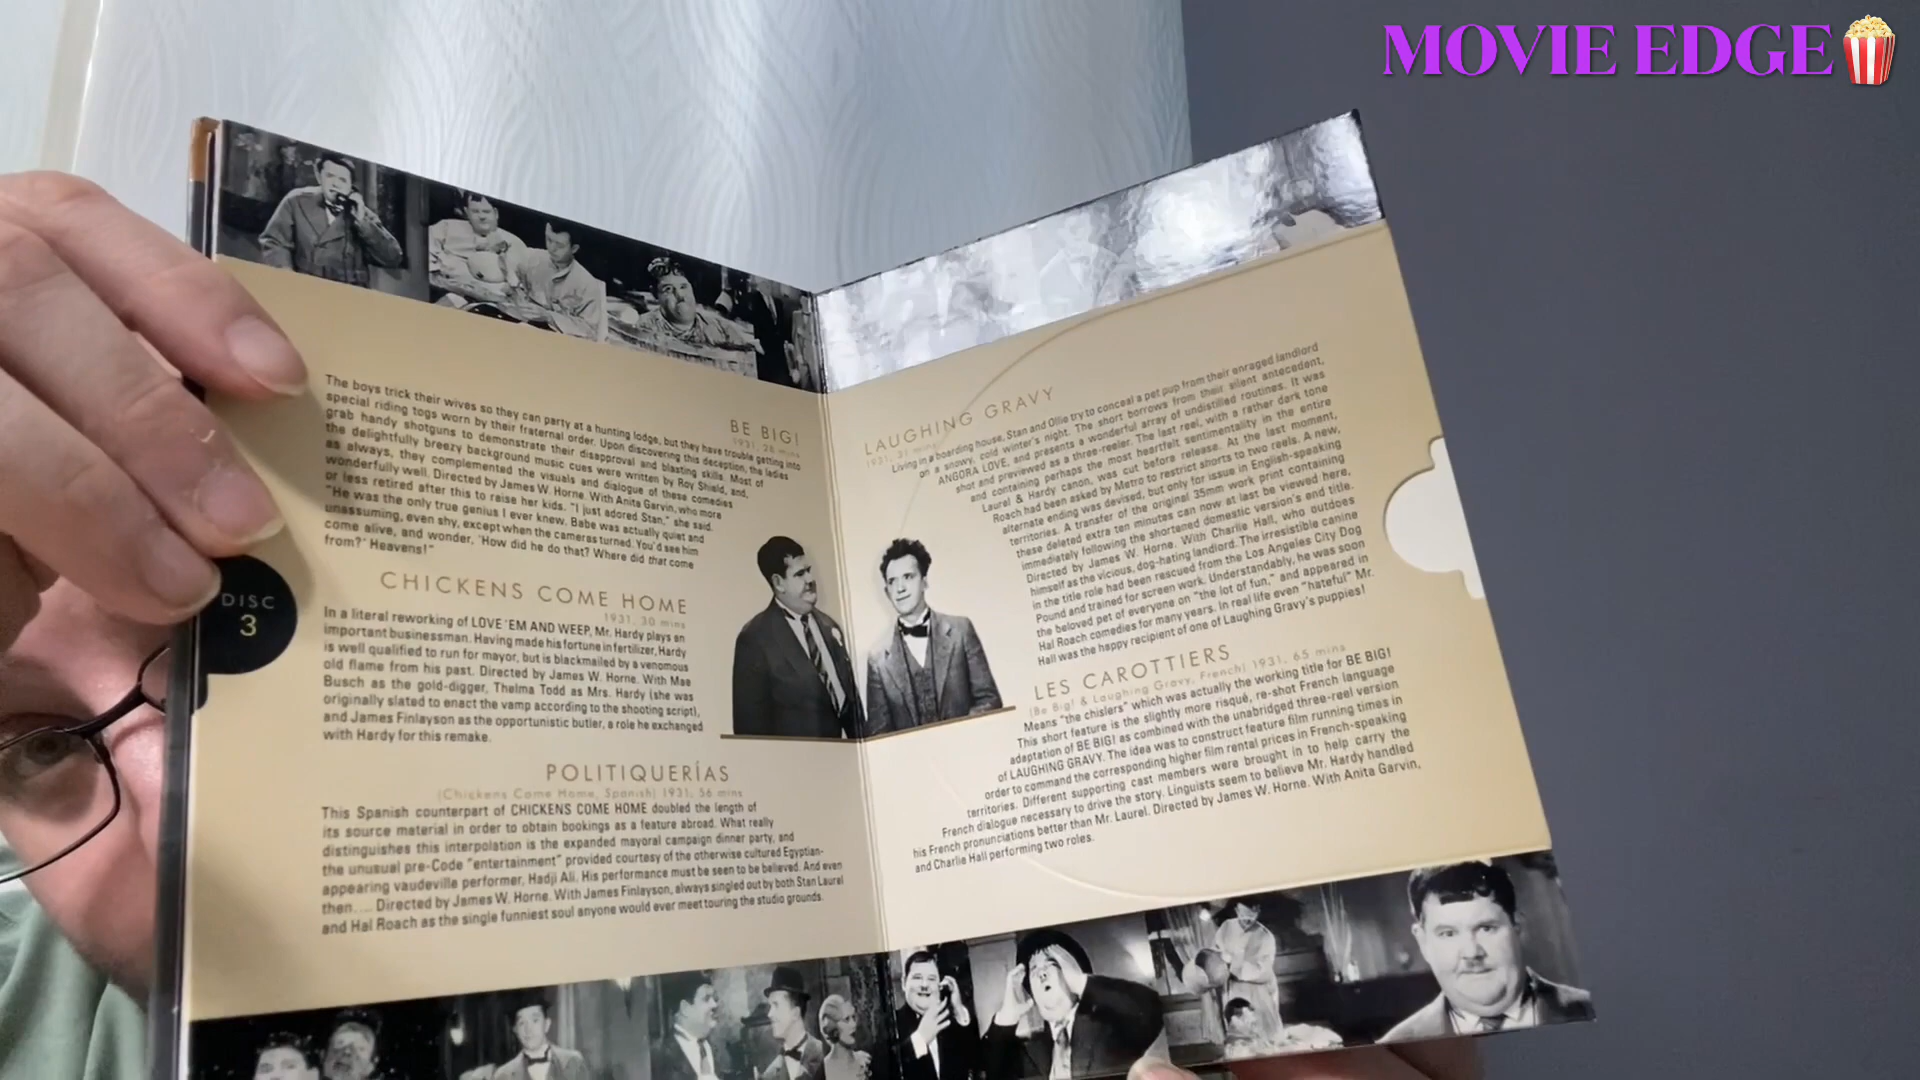 MOVIE EDGE
DISC
3
BE BIG!
1931, 28 mins
The boys trick their wives so they can party at a hunting lodge, but they have trouble getting into
special riding togs worn by their fraternal order. Upon discovering this deception, the ladies
grab handy shotguns to demonstrate their disapproval and blasting skills. Most of
the delightfully breezy background music cues were written by Roy Shield, and,
as always, they complemented the visuals and dialogue of these comedies
wonderfully well. Directed by James W. Horne. With Anita Garvin, who more
or less retired after this to raise her kids. "I just adored Stan," she said.
"He was the only true genius I ever knew. Babe was actually quiet and
unassuming, even shy, except when the cameras turned. You'd see him
come alive, and wonder, 'How did he do that? Where did that come
from?' Heavens!"
CHICKENS COME HOME
1931, 30 mins
In a literal reworking of LOVE 'EM AND WEEP, Mr. Hardy plays an
important businessman. Having made his fortune in fertilizer, Hardy
is well qualified to run for mayor, but is blackmailed by a venomous
old flame from his past. Directed by James W. Horne. With Mae
Busch as the gold-digger, Thelma Todd as Mrs. Hardy (she was
originally slated to enact the vamp according to the shooting script),
and James Finlayson as the opportunistic butler, a role he exchanged
with Hardy for this remake.
POLITIQUERÍAS
(Chickens Come Home, Spanish) 1931, 56 mins
This Spanish counterpart of CHICKENS COME HOME doubled the length of
its source material in order to obtain bookings as a feature abroad. What really
distinguishes this interpolation is the expanded mayoral campaign dinner party, and
the unusual pre-Code "entertainment" provided courtesy of the otherwise cultured Egyptian-
appearing vaudeville performer, Hadji Ali. His performance must be seen to be believed. And even
then.... Directed by James W. Horne. With James Finlayson, always singled out by both Stan Laurel
and Hal Roach as the single funniest soul anyone would ever meet touring the studio grounds.
LAUGHING GRAVY
1931, 31 mins
Living in a boarding house, Stan and Ollie try to conceal a pet pup from their enraged landlord
on a snowy, cold winter's night. The short borrows from their silent antecedent,
ANGORA LOVE, and presents a wonderful array of undistilled routines. It was
shot and previewed as a three-reeler. The last reel, with a rather dark tone
and containing perhaps the most heartfelt sentimentality in the entire
Laurel & Hardy canon, was cut before release. At the last moment,
Roach had been asked by Metro to restrict shorts to two reels. A new,
alternate ending was devised, but only for issue in English-speaking
territories. A transfer of the original 35mm work print containing
these deleted extra ten minutes can now at last be viewed here,
immediately following the shortened domestic version's end title.
Directed by James W. Horne. With Charlie Hall, who outdoes
himself as the vicious, dog-hating landlord. The irresistible canine
in the title role had been rescued from the Los Angeles City Dog
Pound and trained for screen work. Understandably, he was soon
the beloved pet of everyone on "the lot of fun," and appeared in
Hal Roach comedies for many years. In real life even "hateful" Mr.
Hall was the happy recipient of one of Laughing Gravy's puppies!
LES CAROTTIERS
(Be Big! & Laughing Gravy, French) 1931, 65 mins
Means "the chislers" which was actually the working title for BE BIG!
This short feature is the slightly more risqué, re-shot French language
adaptation of BE BIG! as combined with the unabridged three-reel version
of LAUGHING GRAVY. The idea was to construct feature film running times in
order to command the corresponding higher film rental prices in French-speaking
territories. Different supporting cast members were brought in to help carry the
French dialogue necessary to drive the story. Linguists seem to believe Mr. Hardy handled
his French pronunciations better than Mr. Laurel. Directed by James W. Horne. With Anita Garvin,
and Charlie Hall performing two roles.